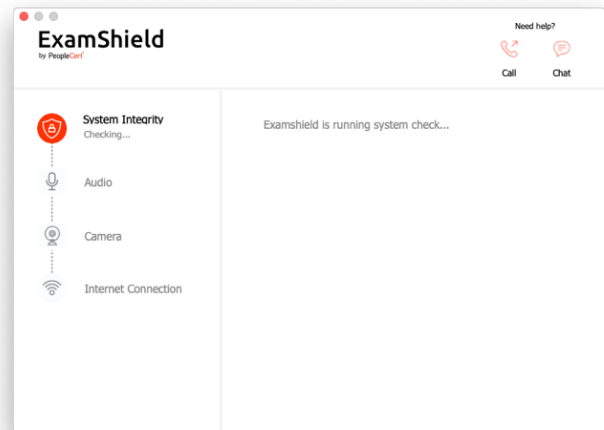 Need help?
ExamShield
by PeopleCert
Call
Chat
System Integrity
Checking...
Examshield is running system check...
Audio
Camera
Internet Connection